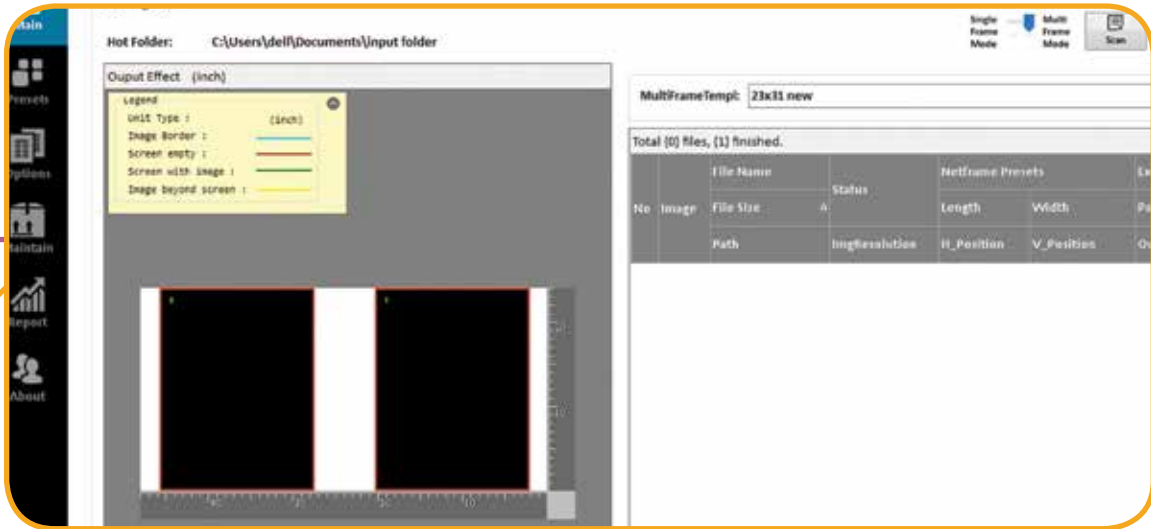 Main
Presets
Options
Maintain
Report
About
Hot Folder: C:\Users\dell\Documents\input folder
Single Frame Mode
Multi Frame Mode
Scan
Ouput Effect (inch)
Legend
Unit Type : (inch)
Image Border :
Screen empty :
Screen with image :
Image beyond screen :
MultiFrameTempl: 23x31 new
Total {0} files, {1} finished.
No Image File Name Status Netframe Presets
File Size Length Width
Path ImgResolution H_Position V_Position